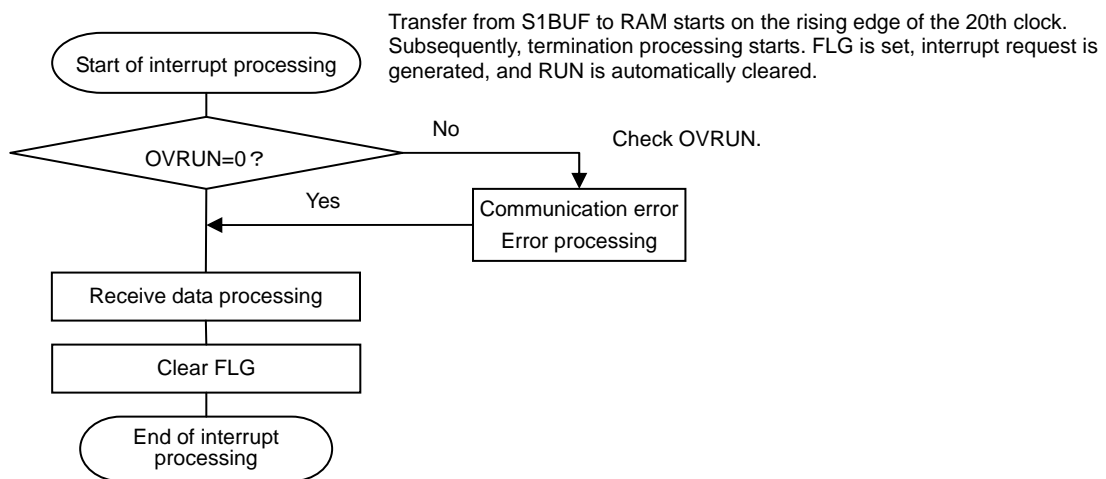 Transfer from S1BUF to RAM starts on the rising edge of the 20th clock.
Subsequently, termination processing starts. FLG is set, interrupt request is
generated, and RUN is automatically cleared.
Start of interrupt processing
No
Check OVRUN.
OVRUN=0？
Yes
Communication error
Error processing
Receive data processing
Clear FLG
End of interrupt
processing